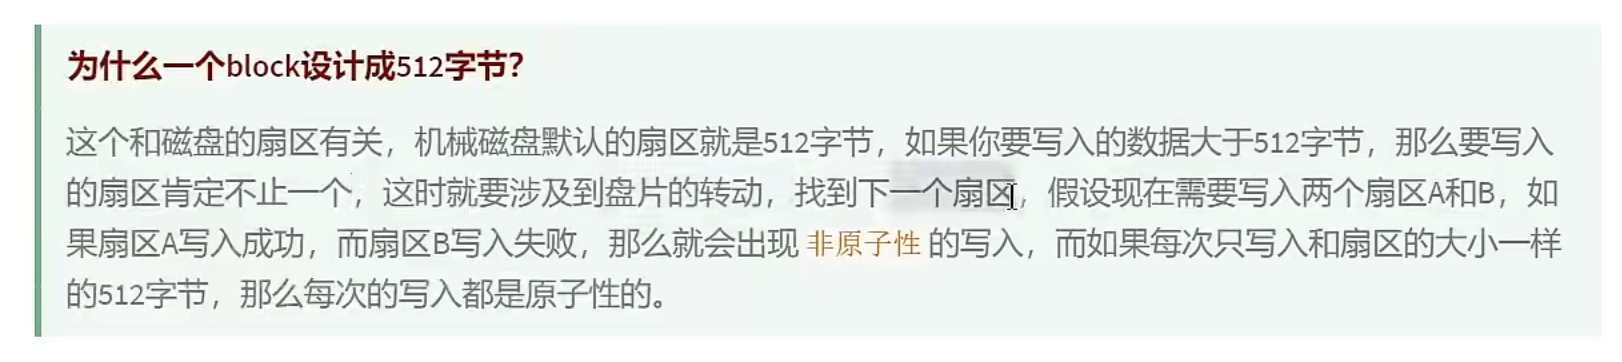 为什么一个block设计成512字节？
这个和磁盘的扇区有关，机械磁盘默认的扇区就是512字节，如果你要写入的数据大于512字节，那么要写入
的扇区肯定不止一个，这时就要涉及到盘片的转动，找到下一个扇区，假设现在需要写入两个扇区A和B，如
果扇区A写入成功，而扇区B写入失败，那么就会出现 非原子性 的写入，而如果每次只写入和扇区的大小一样
的512字节，那么每次的写入都是原子性的。